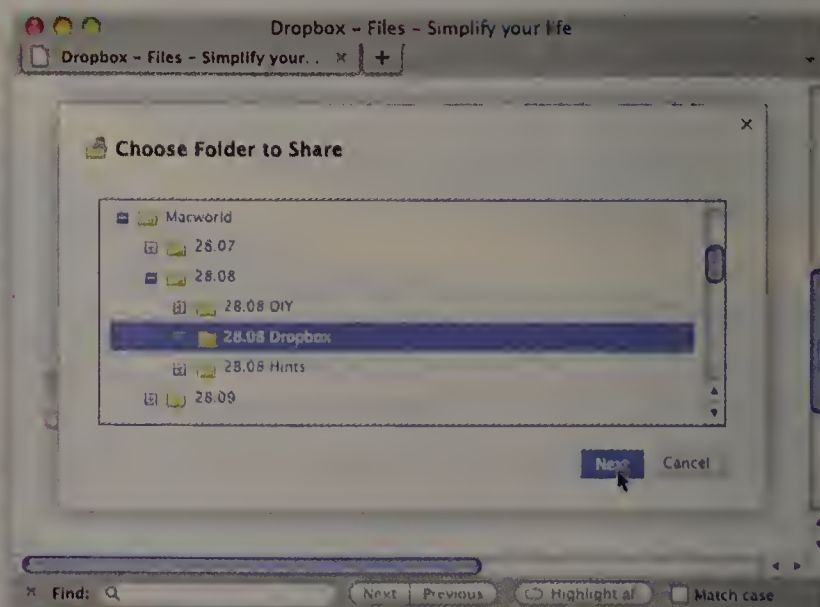 Dropbox – Files – Simplify your life
Dropbox – Files – Simplify your. . × +
Choose Folder to Share ×
Macworld
28.07
28.08
28.08 DIY
28.08 Dropbox
28.08 Hints
28.09
Next Cancel
× Find: Next Previous Highlight all Match case